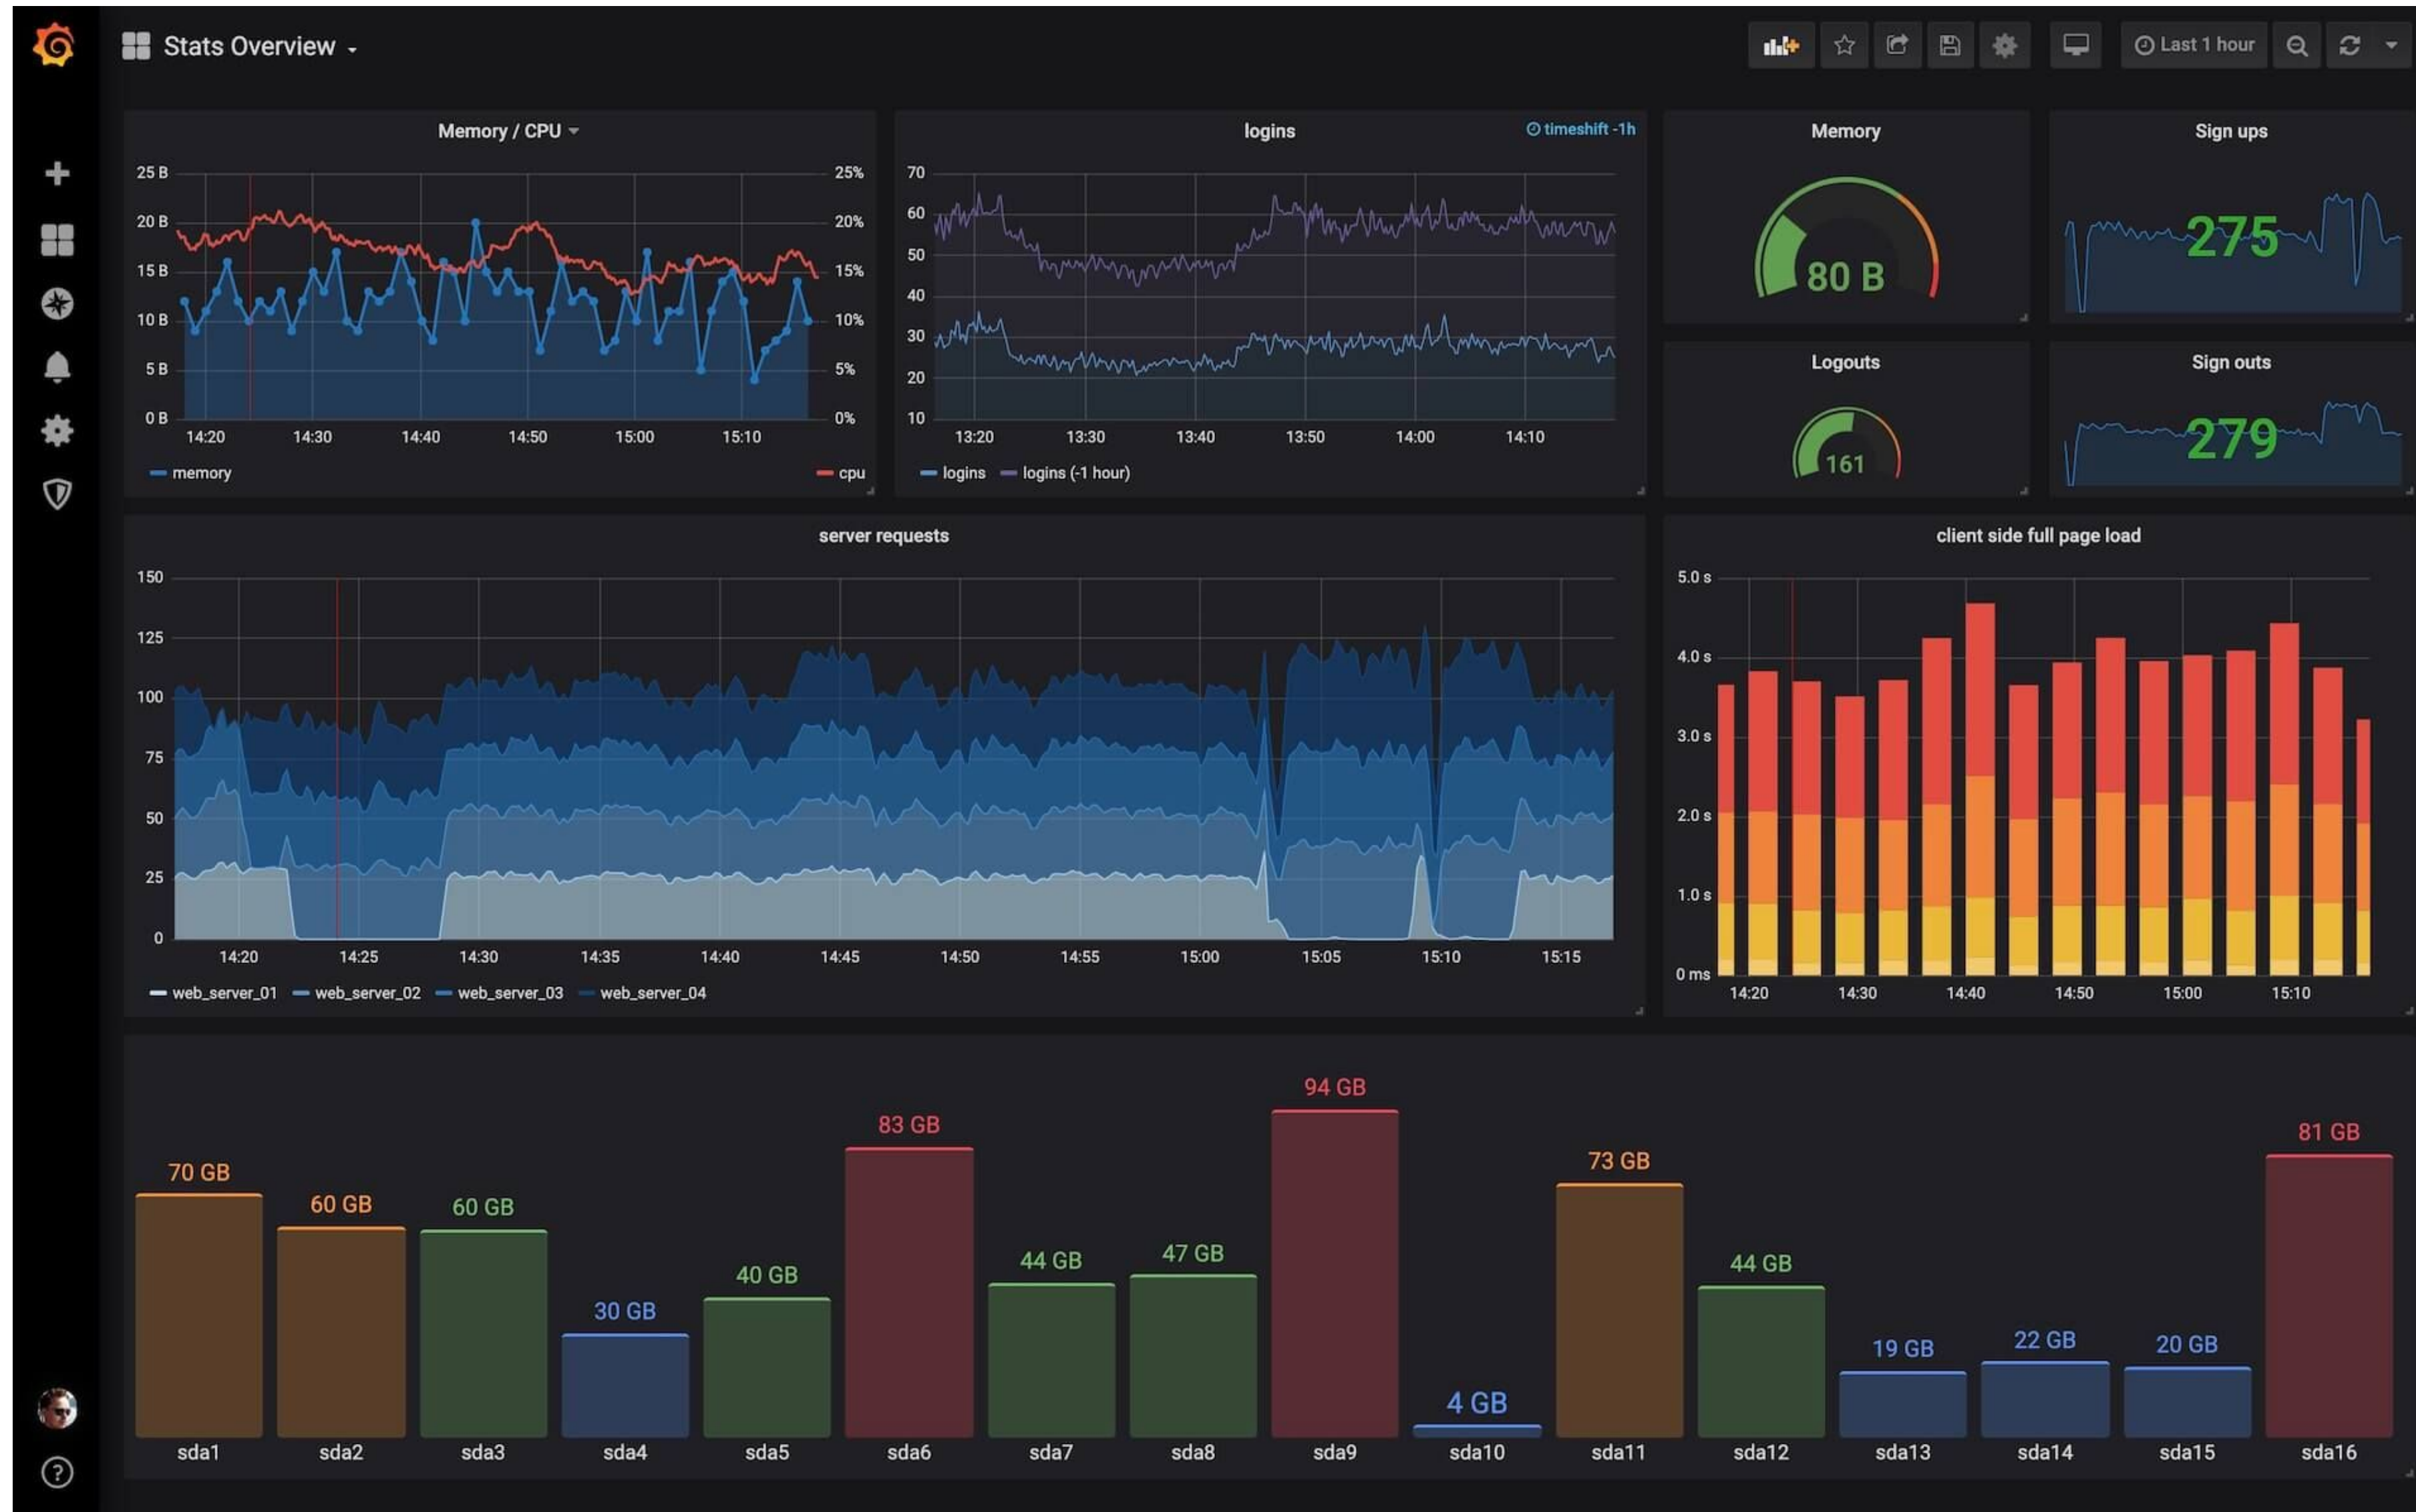 Stats Overview
Last 1 hour
Memory / CPU
25 B
20 B
15 B
10 B
5 B
0 B
25%
20%
15%
10%
5%
0%
14:20 14:30 14:40 14:50 15:00 15:10
memory
cpu
logins
timeshift -1h
70
60
50
40
30
20
10
13:20 13:30 13:40 13:50 14:00 14:10
logins logins (-1 hour)
Memory
80 B
Sign ups
275
Logouts
161
Sign outs
279
server requests
150
125
100
75
50
25
0
14:20 14:25 14:30 14:35 14:40 14:45 14:50 14:55 15:00 15:05 15:10 15:15
web_server_01 web_server_02 web_server_03 web_server_04
client side full page load
5.0 s
4.0 s
3.0 s
2.0 s
1.0 s
0 ms
14:20 14:30 14:40 14:50 15:00 15:10
70 GB 60 GB 60 GB 30 GB 40 GB 83 GB 44 GB 47 GB 94 GB 4 GB 73 GB 44 GB 19 GB 22 GB 20 GB 81 GB
sda1 sda2 sda3 sda4 sda5 sda6 sda7 sda8 sda9 sda10 sda11 sda12 sda13 sda14 sda15 sda16